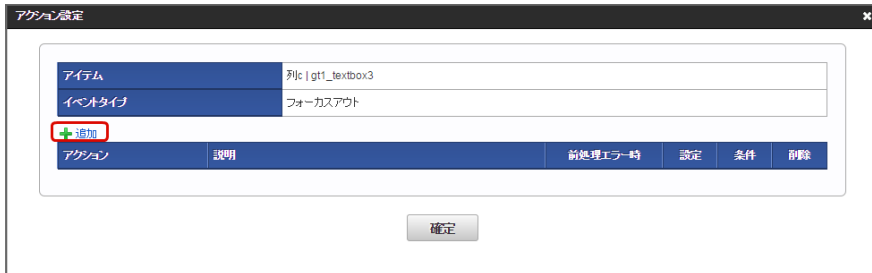 アクション設定
アイテム 列c | gt1_textbox3
イベントタイプ フォーカスアウト
追加
アクション 説明 前処理エラー時 設定 条件 削除
確定